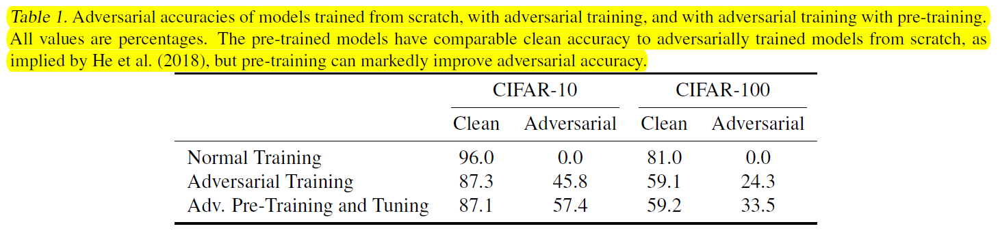 Table 1. Adversarial accuracies of models trained from scratch, with adversarial training, and with adversarial training with pre-training.
All values are percentages. The pre-trained models have comparable clean accuracy to adversarially trained models from scratch, as
implied by He et al. (2018), but pre-training can markedly improve adversarial accuracy.
CIFAR-10 CIFAR-100
Clean Adversarial Clean Adversarial
Normal Training 96.0 0.0 81.0 0.0
Adversarial Training 87.3 45.8 59.1 24.3
Adv. Pre-Training and Tuning 87.1 57.4 59.2 33.5